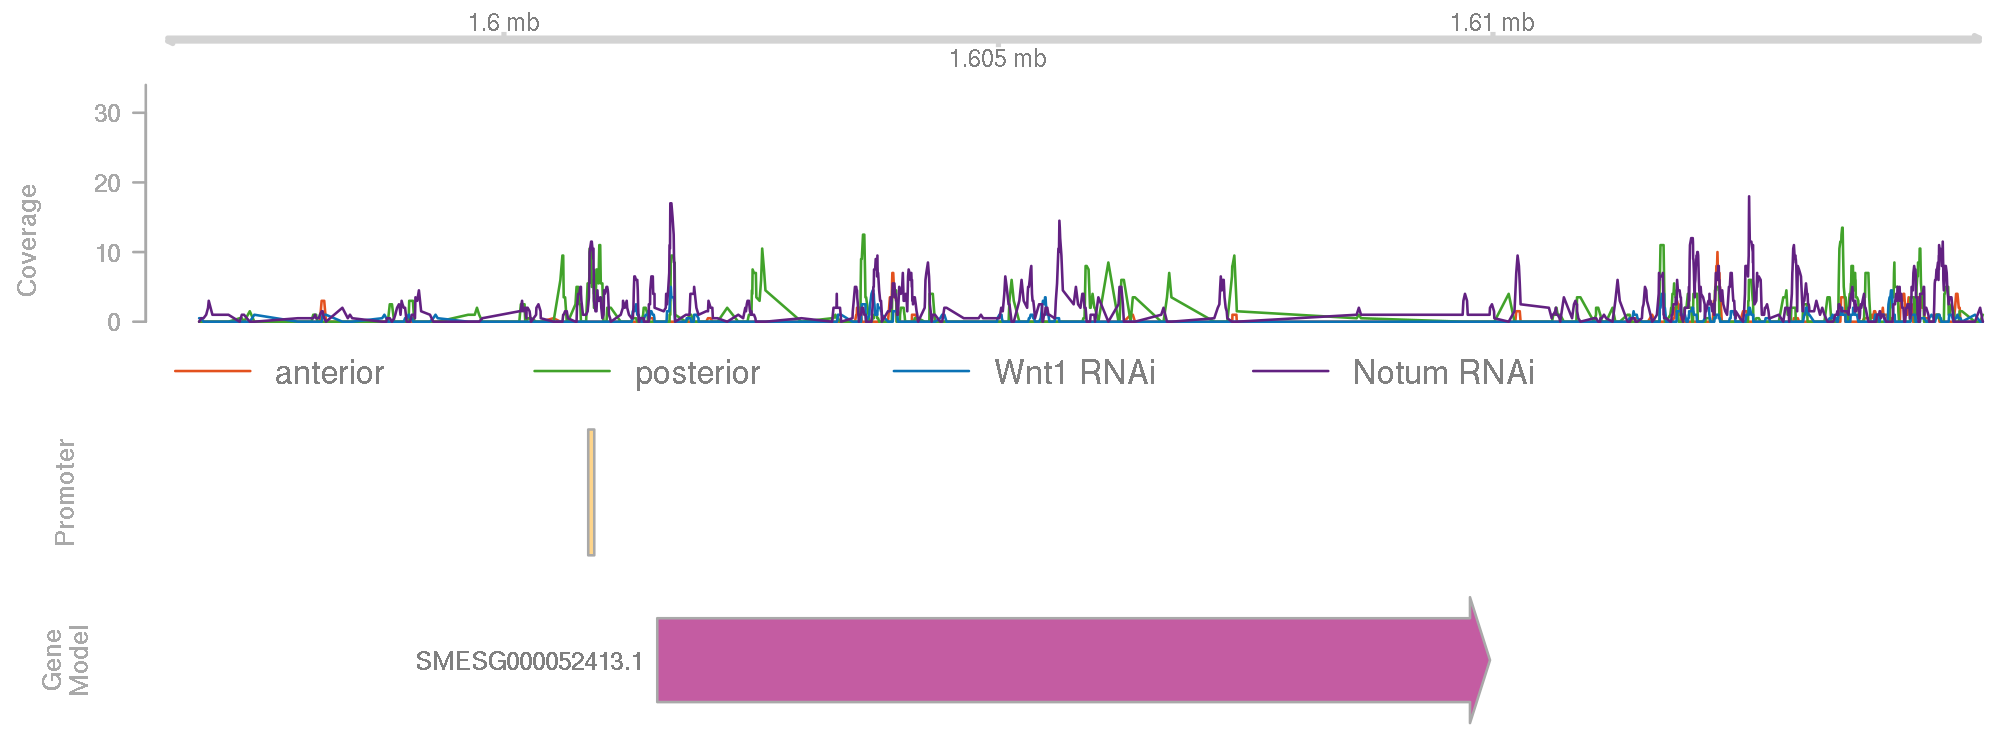 1.6 mb
1.61 mb
1.605 mb
Coverage
30
20
10
0
anterior
posterior
Wnt1 RNAi
Notum RNAi
Promoter
Gene
Model
SMESG000052413.1